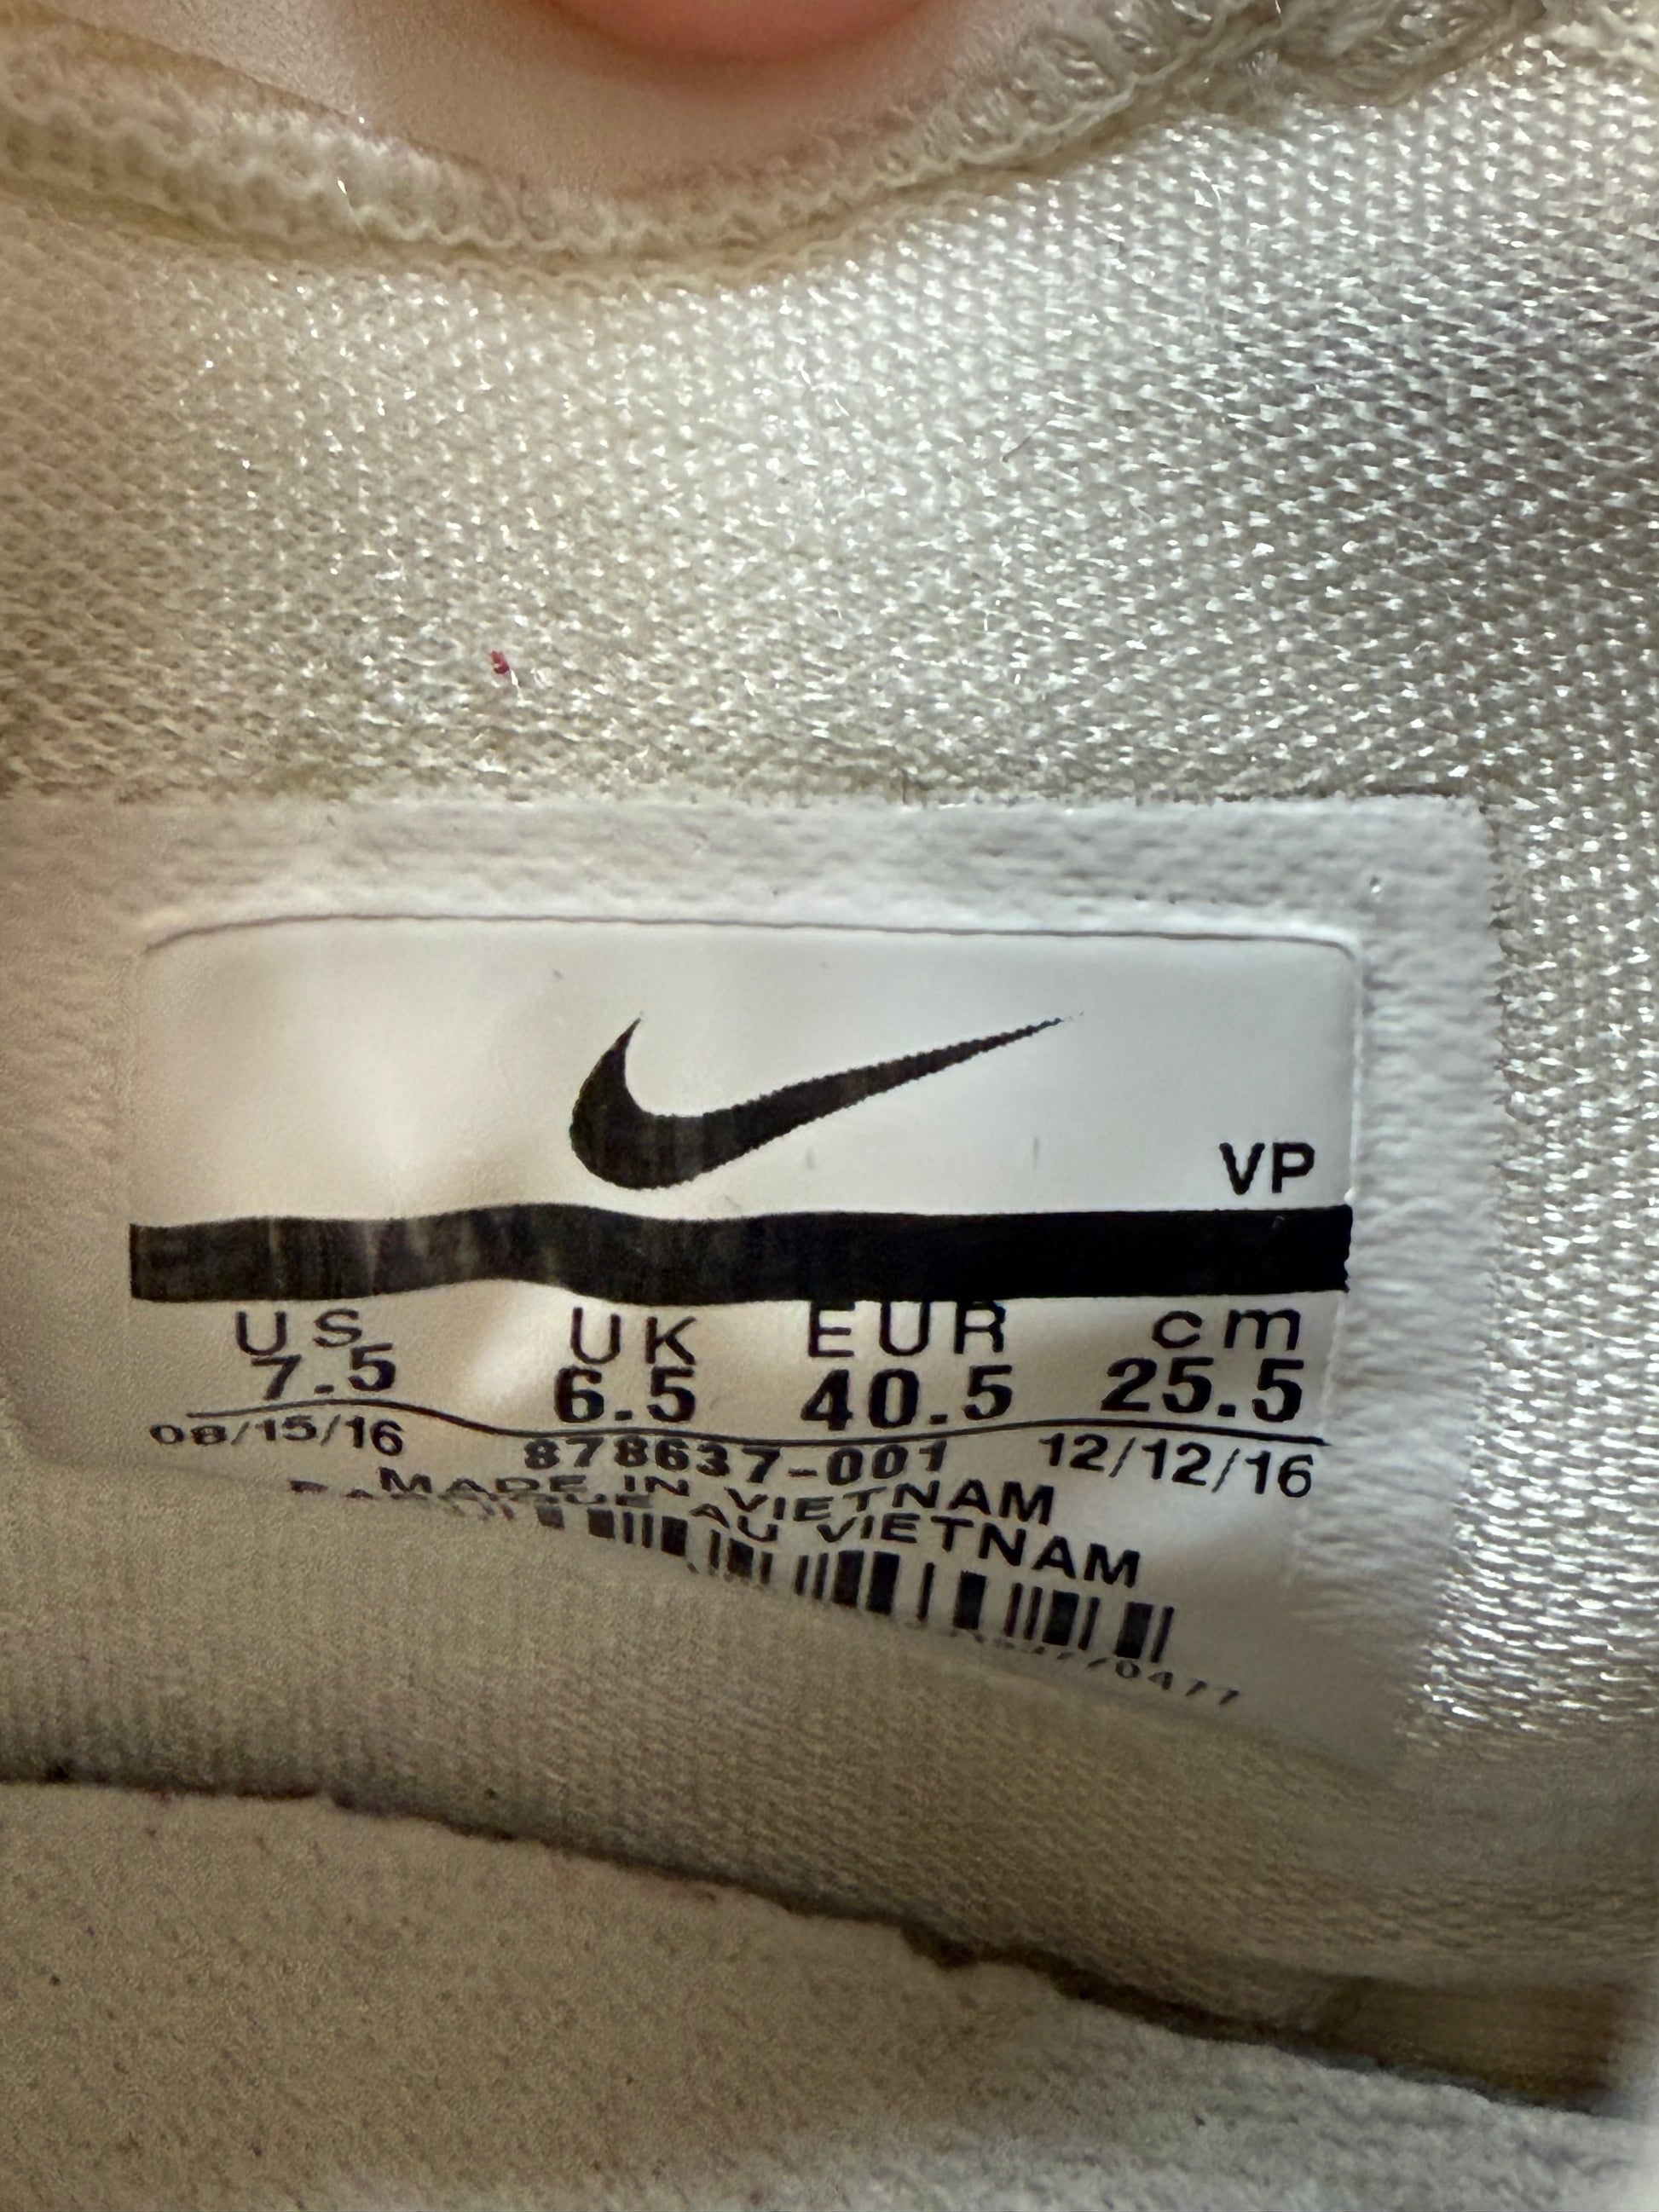 VP
US UK EUR cm
7.5 6.5 40.5 25.5
08/15/16 878637-001 12/12/16
MADE IN VIETNAM
AU VIETNAM
0477